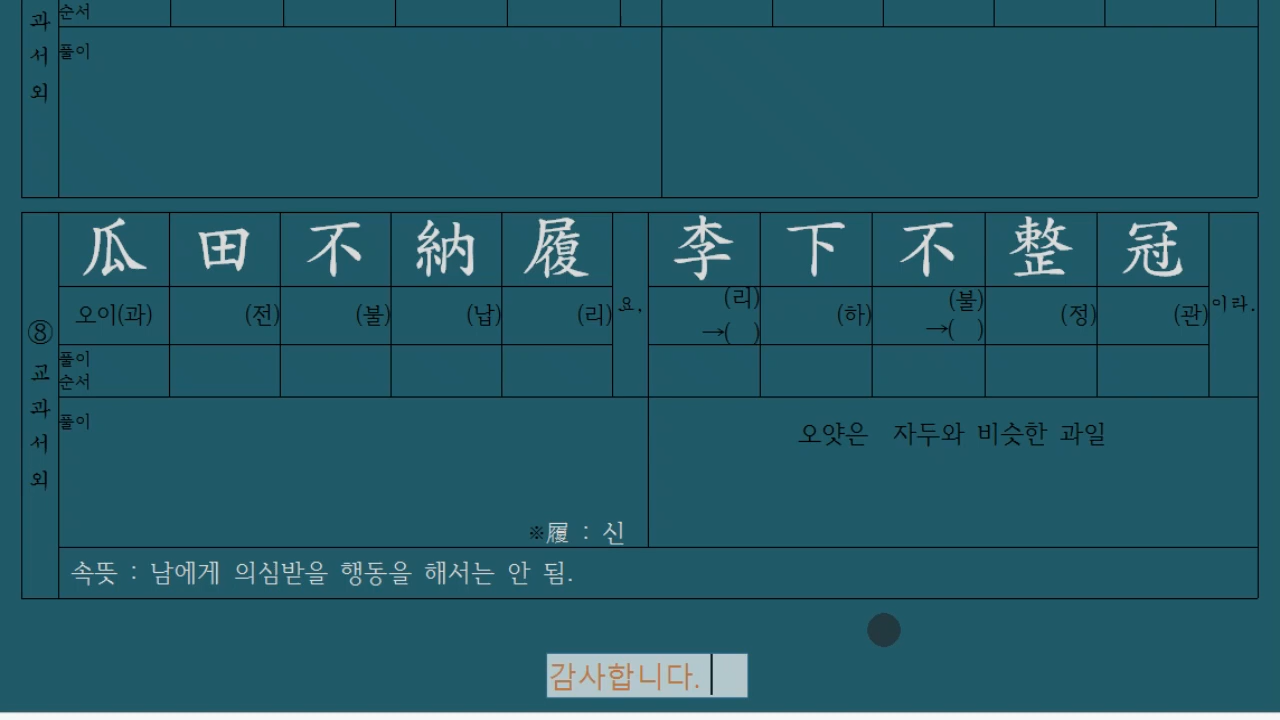 순서
과
서
외
풀이
瓜 田 不 納 履 李 下 不 整 冠
오이(과) (전) (불) (납) (리) 요, (리) →( ) (하) (불) →( ) (정) (관) 이라.
⑧
교
과
서
외
풀이
순서
풀이
오얏은 자두와 비슷한 과일
※履 : 신
속뜻 : 남에게 의심받을 행동을 해서는 안 됨.
감사합니다.